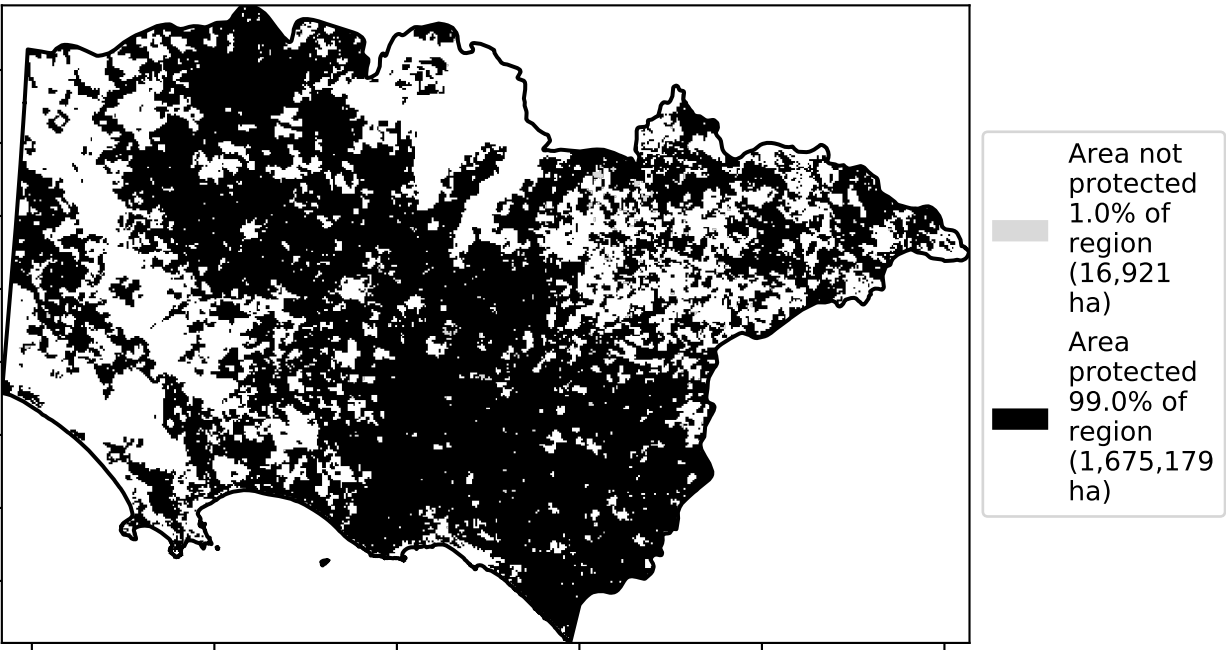 Area not
protected
1.0% of
region
(16,921
ha)
Area
protected
99.0% of
region
(1,675,179
ha)